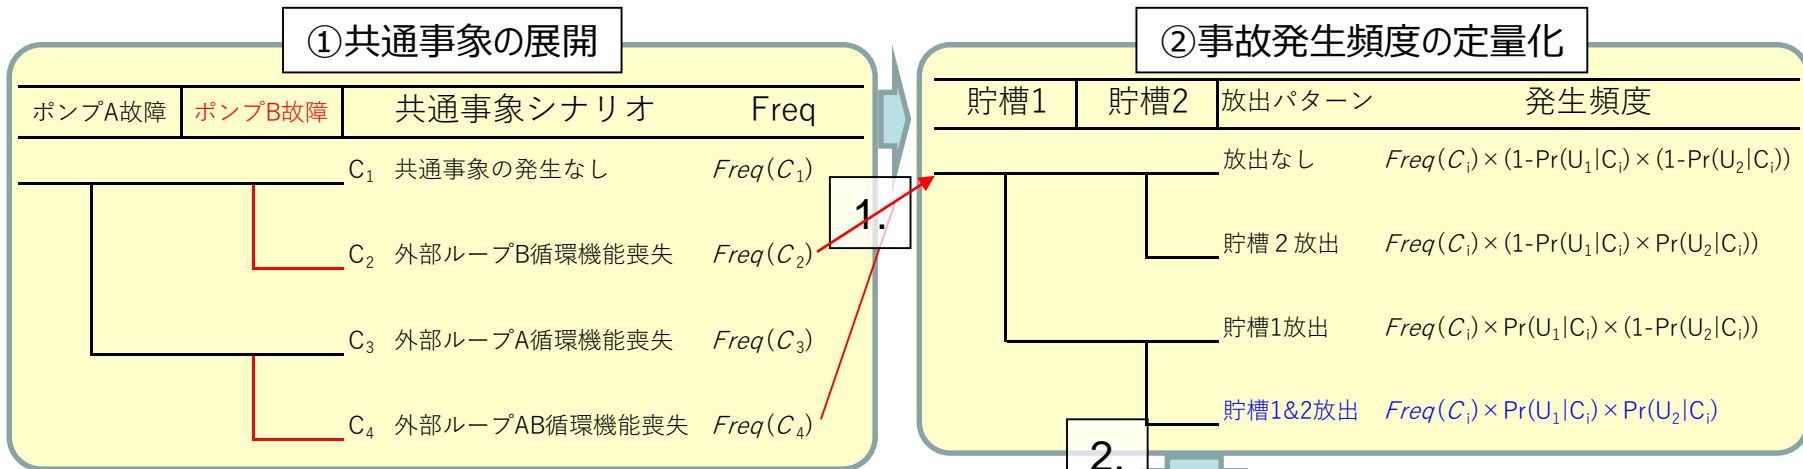 ①共通事象の展開
ポンプA故障 ポンプB故障 共通事象シナリオ Freq
C₁ 共通事象の発生なし Freq(C₁)
C₂ 外部ループB循環機能喪失 Freq(C₂)
C₃ 外部ループA循環機能喪失 Freq(C₃)
C₄ 外部ループAB循環機能喪失 Freq(C₄)
1.
②事故発生頻度の定量化
貯槽1 貯槽2 放出パターン 発生頻度
放出なし Freq(Cᵢ)×(1-Pr(U₁|Cᵢ)×(1-Pr(U₂|Cᵢ))
貯槽２放出 Freq(Cᵢ)×(1-Pr(U₁|Cᵢ)×Pr(U₂|Cᵢ))
貯槽1放出 Freq(Cᵢ)×Pr(U₁|Cᵢ)×(1-Pr(U₂|Cᵢ))
貯槽1&2放出 Freq(Cᵢ)×Pr(U₁|Cᵢ)×Pr(U₂|Cᵢ)
2.